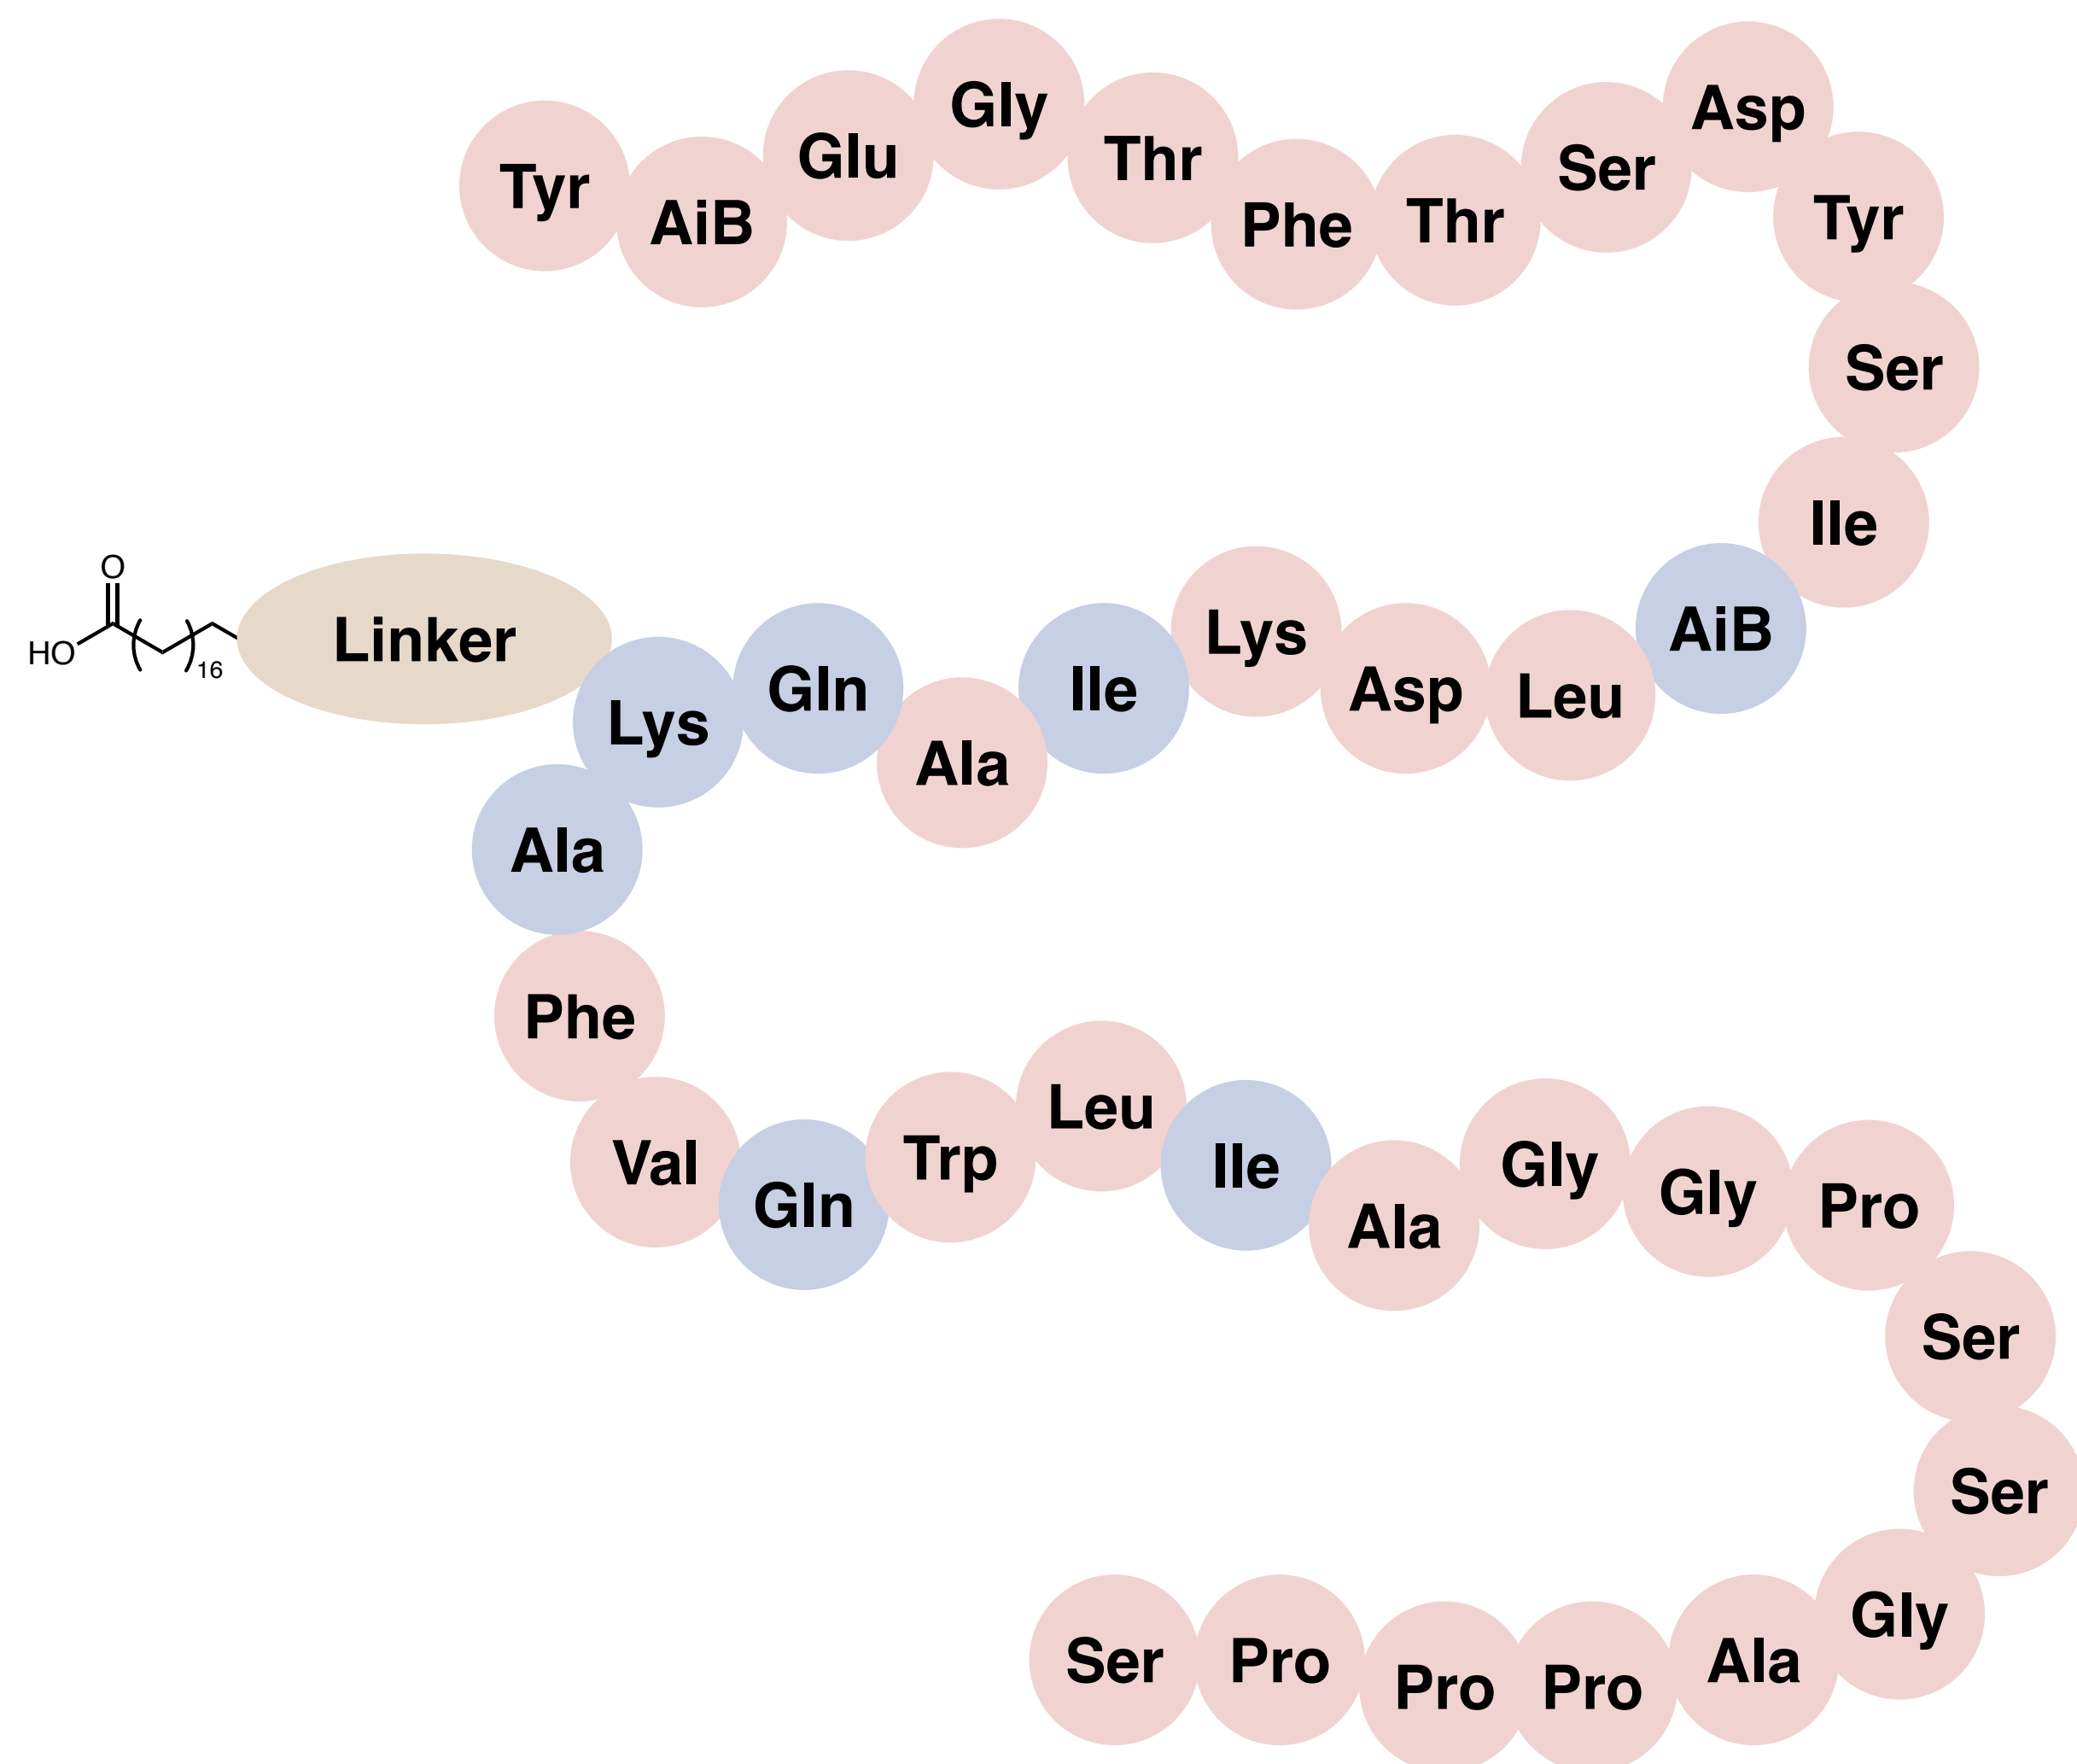 Tyr
AiB
Glu
Gly
Thr
Phe
Thr
Ser
Asp
Tyr
Ser
Ile
AiB
Leu
Asp
Lys
Ile
Ala
Gln
Lys
Linker
O
HO
16
Ala
Phe
Val
Gln
Trp
Leu
Ile
Ala
Gly
Gly
Pro
Ser
Ser
Gly
Ala
Pro
Pro
Pro
Ser